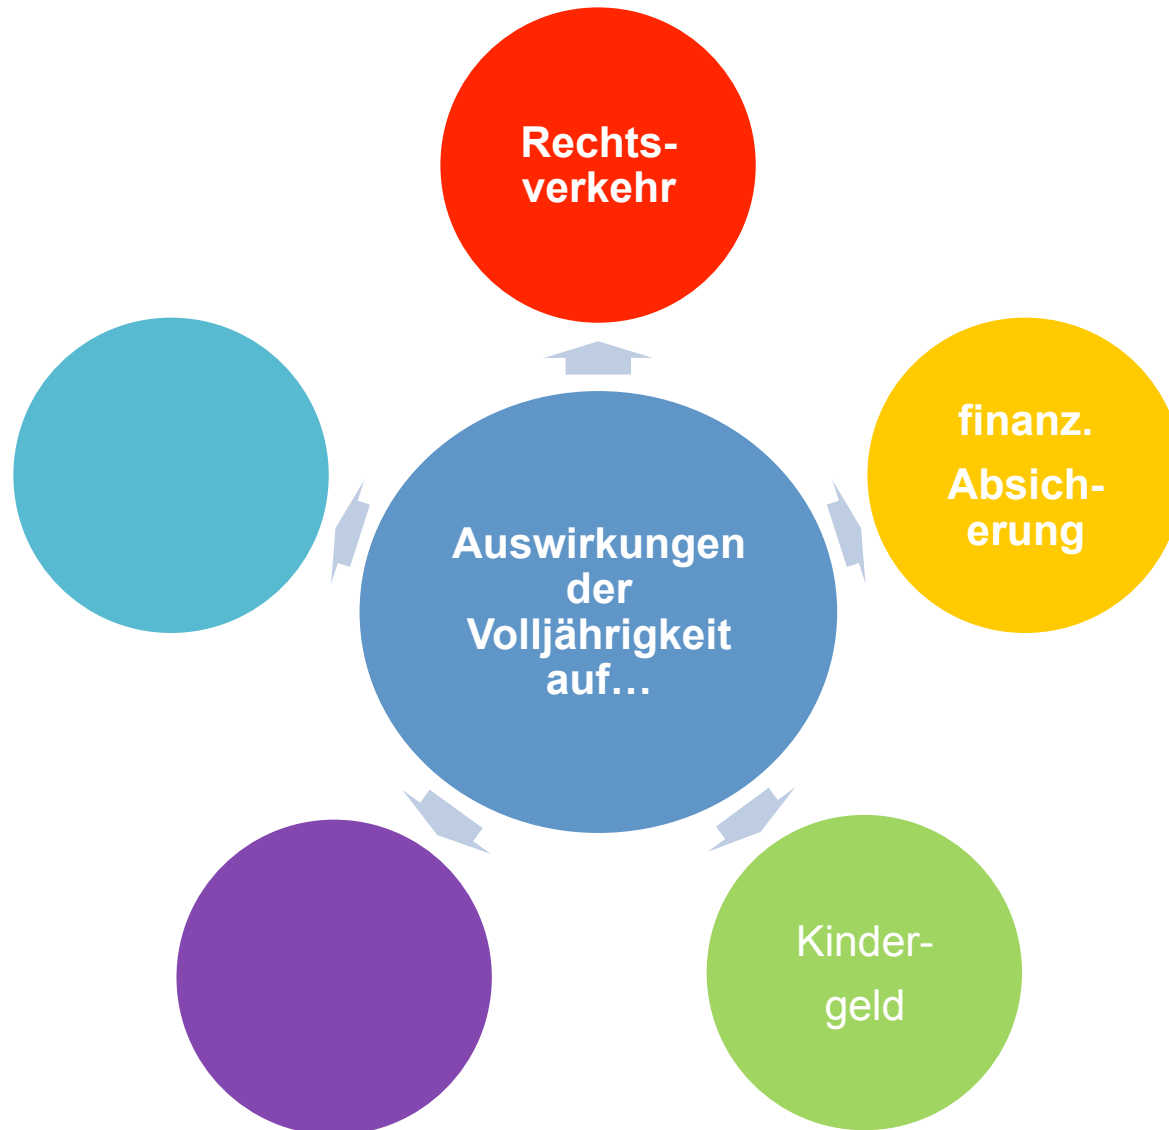 Rechts-
verkehr
finanz.
Absich-
erung
Auswirkungen
der
Volljährigkeit
auf…
Kinder-
geld